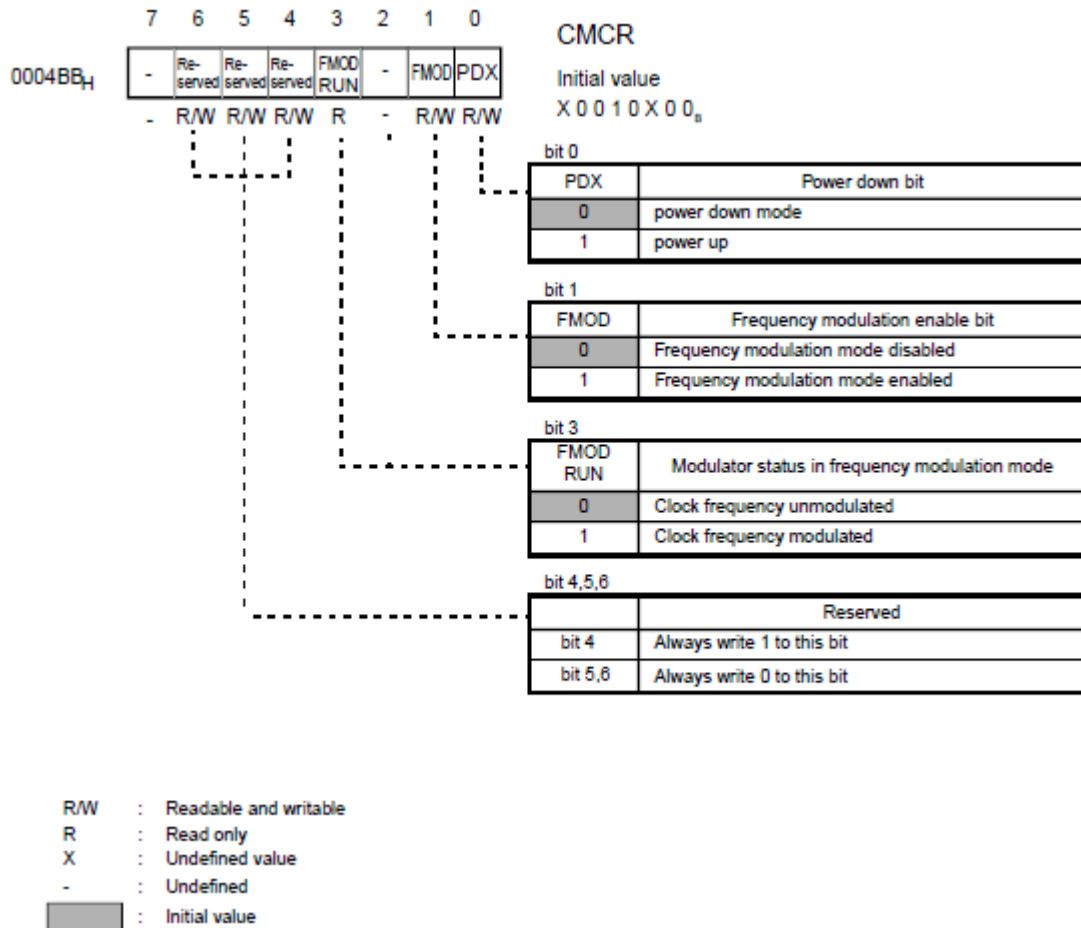 7 6 5 4 3 2 1 0
CMCR
0004BBH - Re-served Re-served Re-served FMOD RUN - FMOD PDX
Initial value
- R/W R/W R/W R - R/W R/W
X 0 0 1 0 X 0 0B
bit 0
PDX Power down bit
0 power down mode
1 power up
bit 1
FMOD Frequency modulation enable bit
0 Frequency modulation mode disabled
1 Frequency modulation mode enabled
bit 3
FMOD RUN Modulator status in frequency modulation mode
0 Clock frequency unmodulated
1 Clock frequency modulated
bit 4,5,6
Reserved
bit 4 Always write 1 to this bit
bit 5,6 Always write 0 to this bit
R/W : Readable and writable
R : Read only
X : Undefined value
- : Undefined
: Initial value